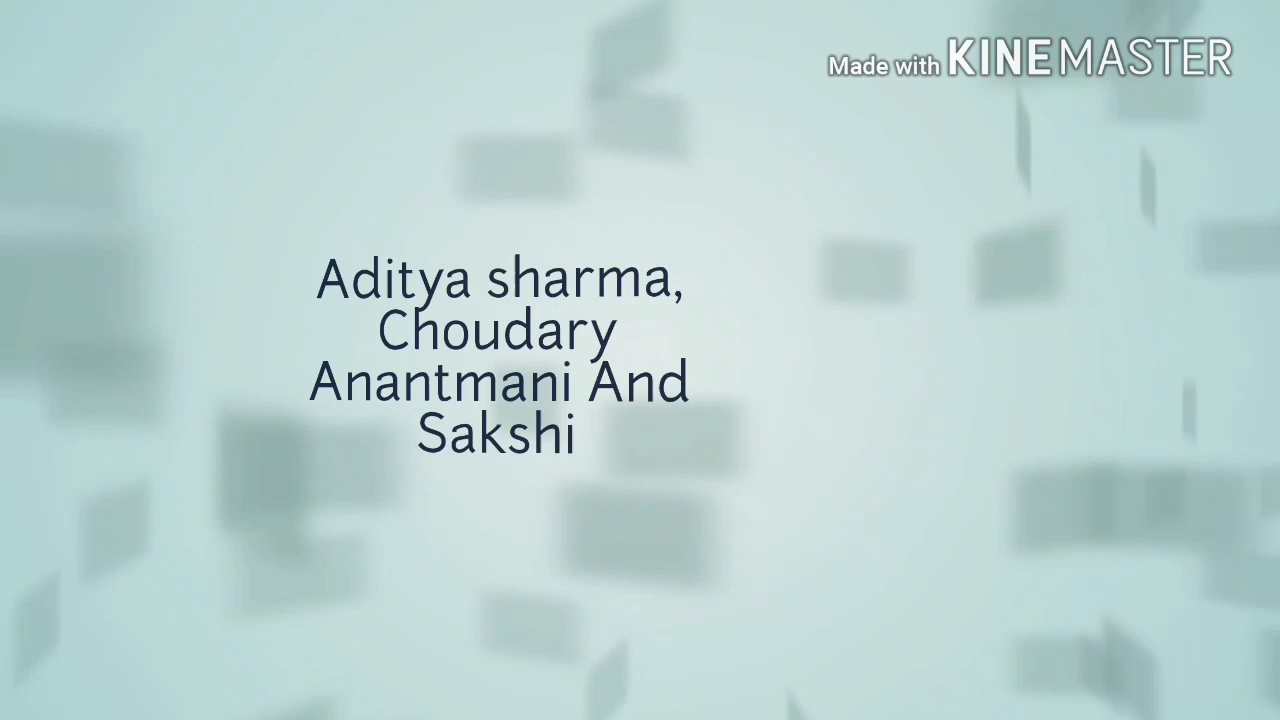 Made with KINEMASTER
Aditya sharma,
Choudary
Anantmani And
Sakshi